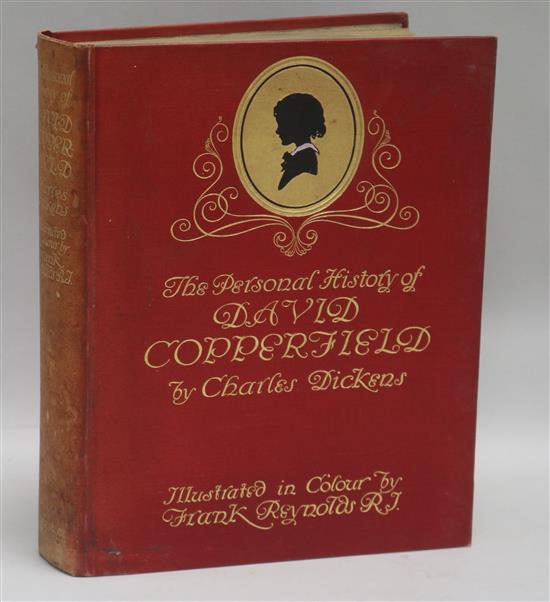 The Personal History of
DAVID
COPPERFIELD
by Charles Dickens
Illustrated in Colour by
Frank Reynolds R.I.